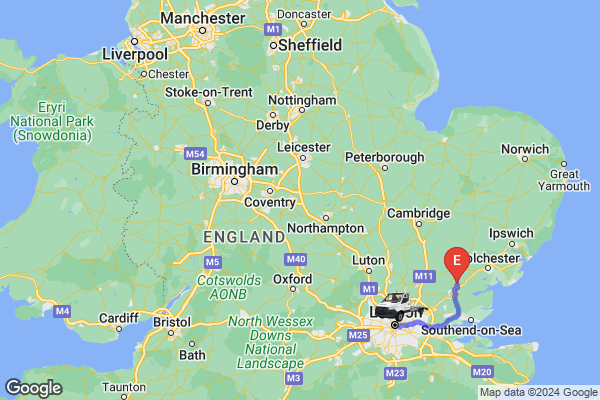 Doncaster
Manchester
M1
Liverpool
Sheffield
Chester
Stoke-on-Trent
Eryri
National Park
(Snowdonia)
Nottingham
Derby
M54
Leicester
Peterborough
Norwich
Birmingham
Great
Yarmouth
Coventry
Cambridge
Northampton
Ipswich
ENGLAND
M40
M5
Luton
E
olchester
M11
Cotswolds
AONB
Oxford
M1
M4
Cardiff
Bristol
North Wessex
Downs
National
Landscape
Southend-on-Sea
M25
Bath
M20
M3
M23
Taunton
Google
Google
Map data ©2024 Google